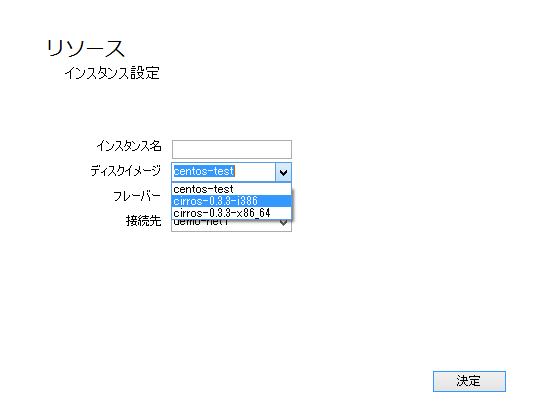 リソース
インスタンス設定
インスタンス名
ディスクイメージ centos-test
centos-test
フレーバー cirros-0.3.3-i386
cirros-0.3.3-x86_64
接続先 demo-net1
決定